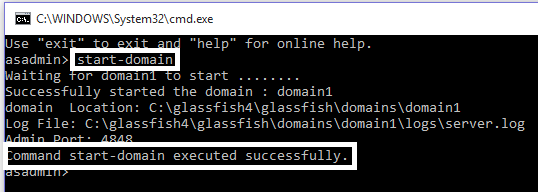 C:\WINDOWS\System32\cmd.exe
Use "exit" to exit and "help" for online help.
asadmin> start-domain
Waiting for domain1 to start ........
Successfully started the domain : domain1
domain  Location: C:\glassfish4\glassfish\domains\domain1
Log File: C:\glassfish4\glassfish\domains\domain1\logs\server.log
Admin Port: 4848
Command start-domain executed successfully.
asadmin>